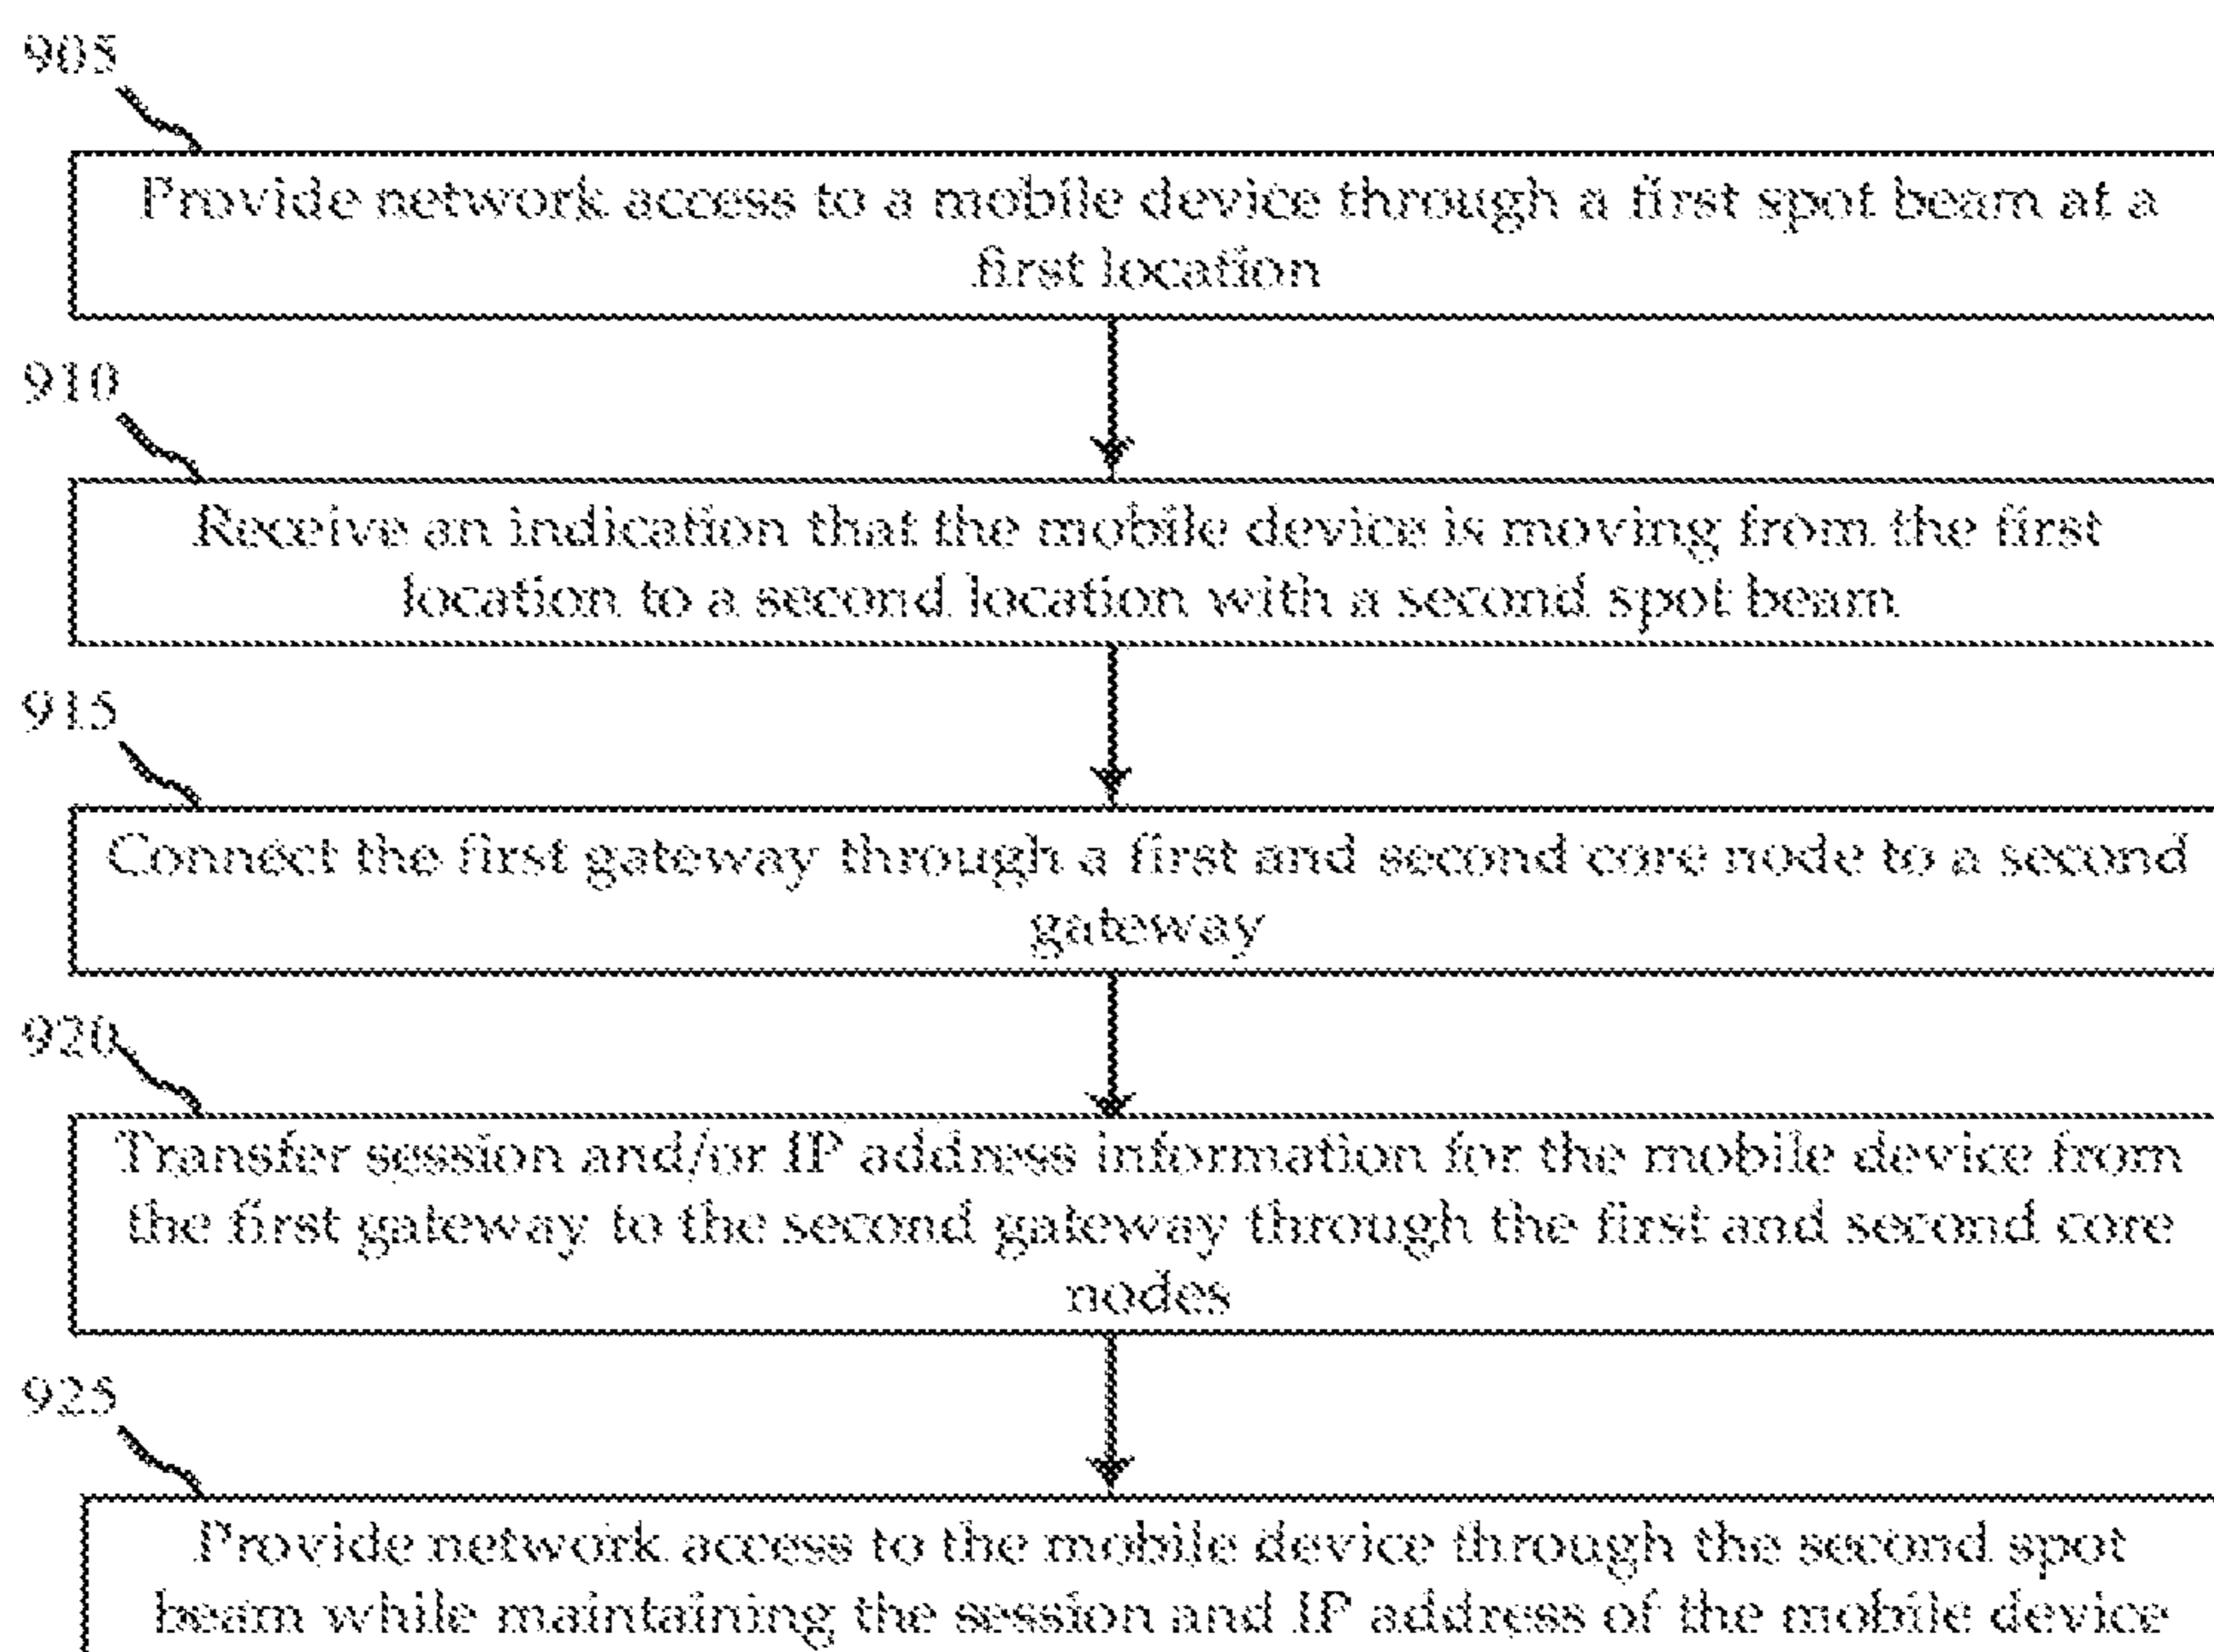 905
Provide network access to a mobile device through a first spot beam at a
first location
910
Receive an indication that the mobile device is moving from the first
location to a second location with a second spot beam
915
Connect the first gateway through a first and second core node to a second
gateway
920
Transfer session and/or IP address information for the mobile device from
the first gateway to the second gateway through the first and second core
nodes
925
Provide network access to the mobile device through the second spot
beam while maintaining the session and IP address of the mobile device